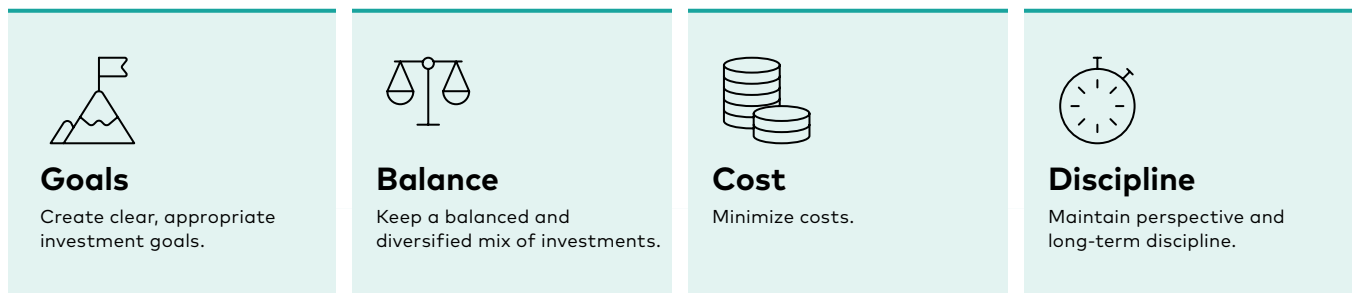 Goals
Create clear, appropriate
investment goals.
Balance
Keep a balanced and
diversified mix of investments.
Cost
Minimize costs.
Discipline
Maintain perspective and
long-term discipline.